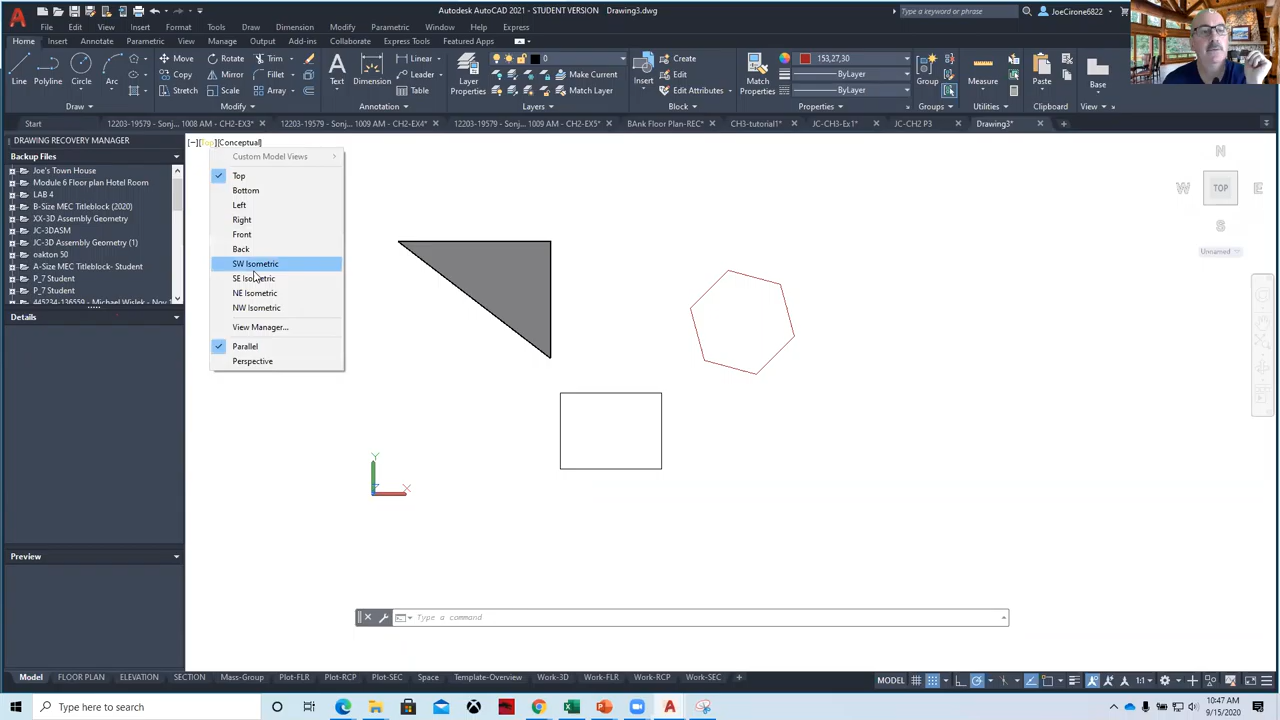 Autodesk AutoCAD 2021 - STUDENT VERSION Drawing3.dwg
Type a keyword or phrase
JoeCirone6822
File Edit View Insert Format Tools Draw Dimension Modify Parametric Window Help Express
Home Insert Annotate Parametric View Manage Output Add-ins Collaborate Express Tools Featured Apps
Line Polyline Circle Arc
Move Rotate Trim
Copy Mirror Fillet
Stretch Scale Array
Text Dimension
Linear
Leader
Table
Layer Properties
0
Make Current
Match Layer
Insert
Create
Edit
Edit Attributes
Match Properties
153,27,30
ByLayer
ByLayer
Group Measure Paste Base
Draw Modify Annotation Layers Block Properties Groups Utilities Clipboard View
Start 12203-19579 - Sonj... 1008 AM - CH2-EX3* 12203-19579 - Sonj... 1009 AM - CH2-EX4* 12203-19579 - Sonj... 1009 AM - CH2-EX5* BAnk Floor Plan-REC* CH3-tutorial1* JC-CH3-Ex1* JC-CH2 P3 Drawing3*
DRAWING RECOVERY MANAGER
Backup Files
Joe's Town House
Module 6 Floor plan Hotel Room
LAB 4
B-Size MEC Titleblock (2020)
XX-3D Assembly Geometry
JC-3DASM
JC-3D Assembly Geometry (1)
oakton 50
A-Size MEC Titleblock- Student
P_7 Student
P_7 Student
445234-136559 - Michael Wislek - Nov
Details
Preview
[−][Top][Conceptual]
Custom Model Views
Top
Bottom
Left
Right
Front
Back
SW Isometric
SE Isometric
NE Isometric
NW Isometric
View Manager...
Parallel
Perspective
N
W TOP E
S
Unnamed
Y
X
Type a command
Model FLOOR PLAN ELEVATION SECTION Mass-Group Plot-FLR Plot-RCP Plot-SEC Space Template-Overview Work-3D Work-FLR Work-RCP Work-SEC +
MODEL
1:1
Type here to search
10:47 AM
9/15/2020